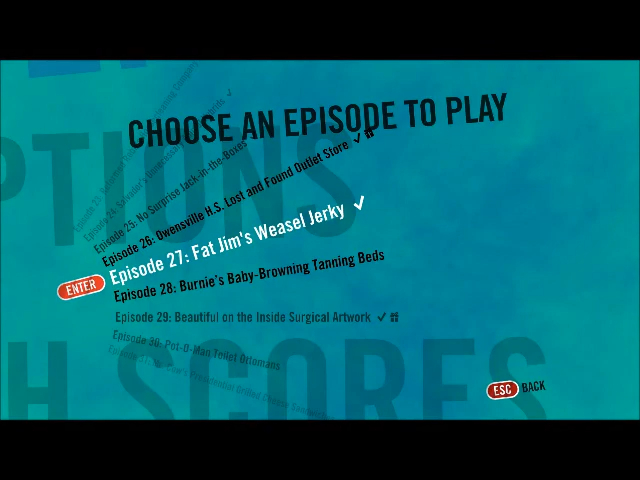 CHOOSE AN EPISODE TO PLAY
Episode 25: No Surprise Jack-in-the-Boxes
Episode 26: Owensville H.S. Lost and Found Outlet Store
Episode 27: Fat Jim's Weasel Jerky
ENTER
Episode 28: Burnie's Baby-Browning Tanning Beds
Episode 29: Beautiful on the Inside Surgical Artwork
Episode 30: Pot-O-Man Toilet Ottomans
ESC BACK
PTIONS
H SCORES